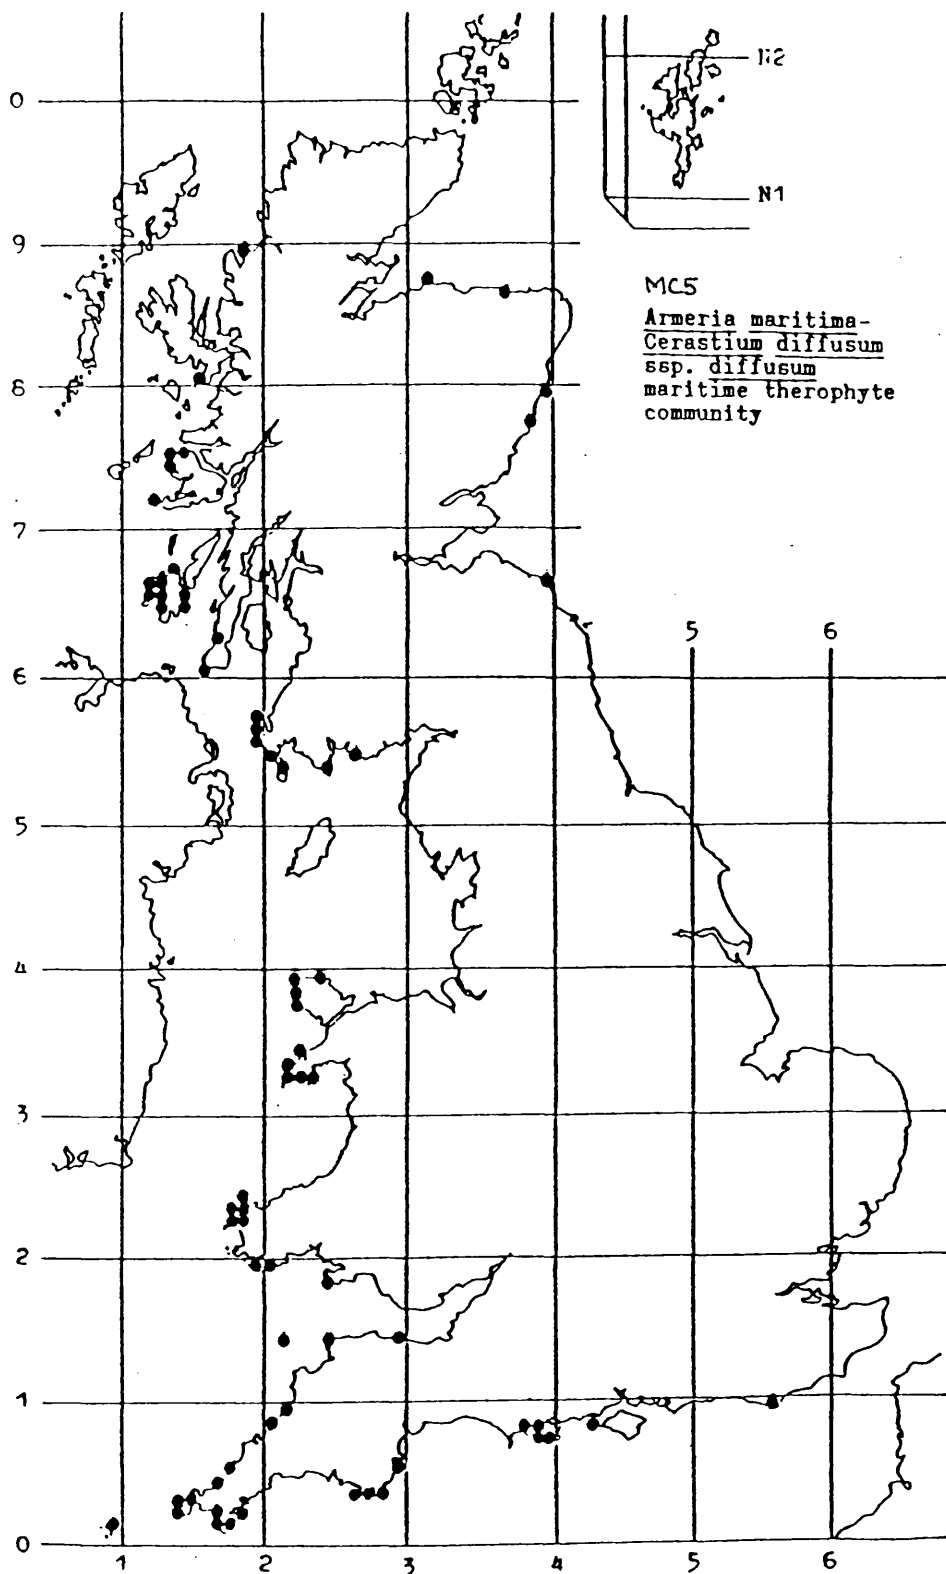 0
Ii2
N1
9
MC5
Armeria maritima-
Cerastium diffusum
ssp. diffusum
maritime therophyte
community
8
7
5 6
6
5
4
3
2
1
0
1 2 3 4 5 6